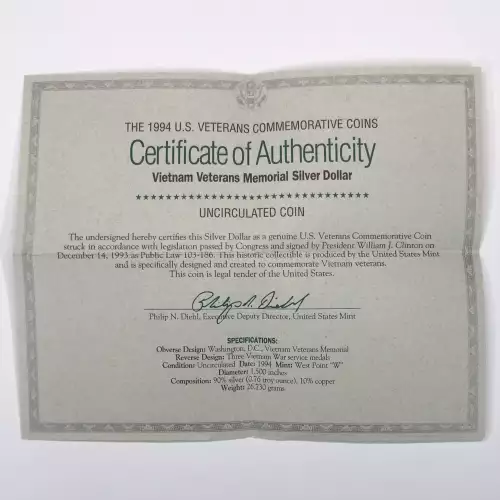 THE 1994 U.S. VETERANS COMMEMORATIVE COINS
Certificate of Authenticity
Vietnam Veterans Memorial Silver Dollar
UNCIRCULATED COIN
The undersigned hereby certifies this Silver Dollar as a genuine U.S. Veterans Commemorative Coin
struck in accordance with legislation passed by Congress and signed by President William J. Clinton on
December 14, 1993 as Public Law 103-186. This historic collectible is produced by the United States Mint
and is specifically designed and created to commemorate Vietnam veterans.
This coin is legal tender of the United States.
Philip N. Diehl
Philip N. Diehl, Executive Deputy Director, United States Mint
SPECIFICATIONS:
Obverse Design: Washington, D.C., Vietnam Veterans Memorial
Reverse Design: Three Vietnam War service medals
Condition: Uncirculated Date: 1994 Mint: West Point "W"
Diameter: 1.500 inches
Composition: 90% silver (0.76 troy ounce), 10% copper
Weight: 26.730 grams